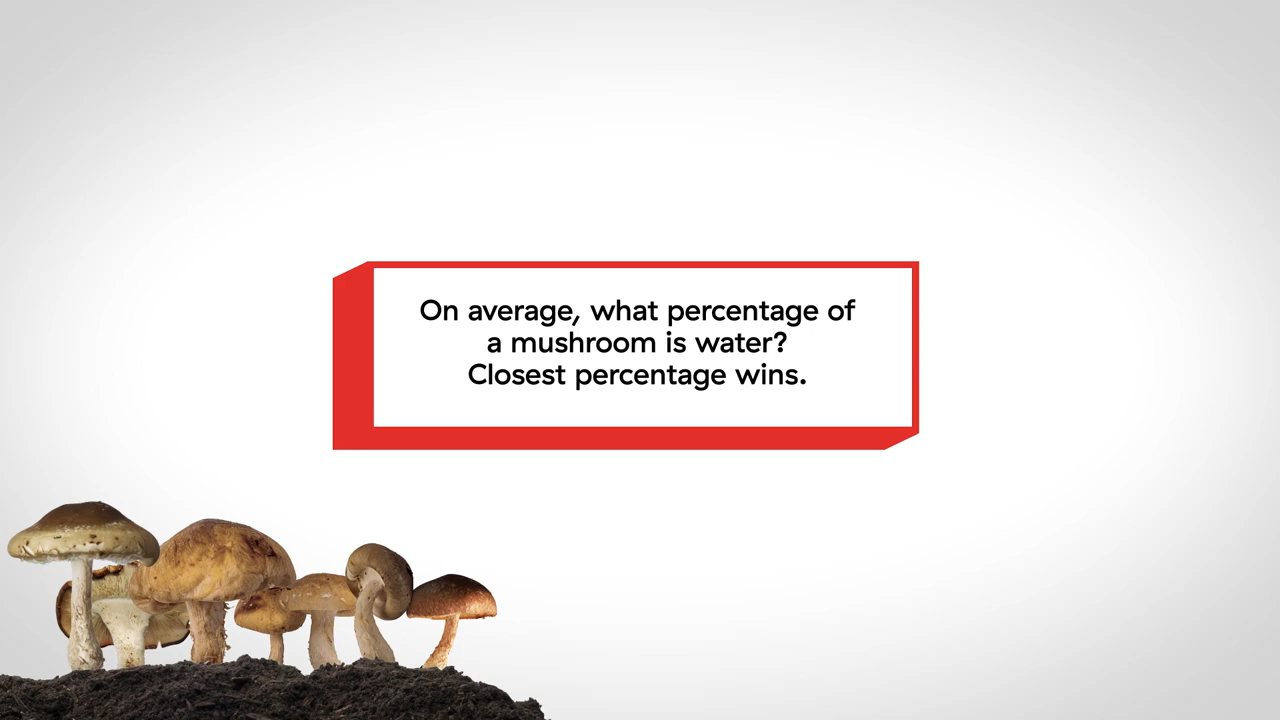 On average, what percentage of
a mushroom is water?
Closest percentage wins.